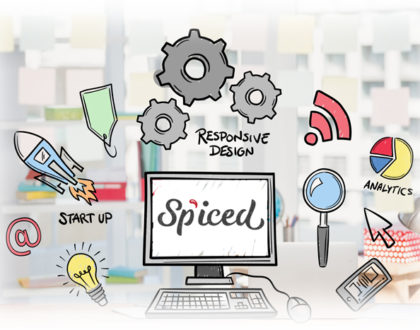 RESPONSIVE
DESIGN
Spiced
ANALYTICS
START UP
@